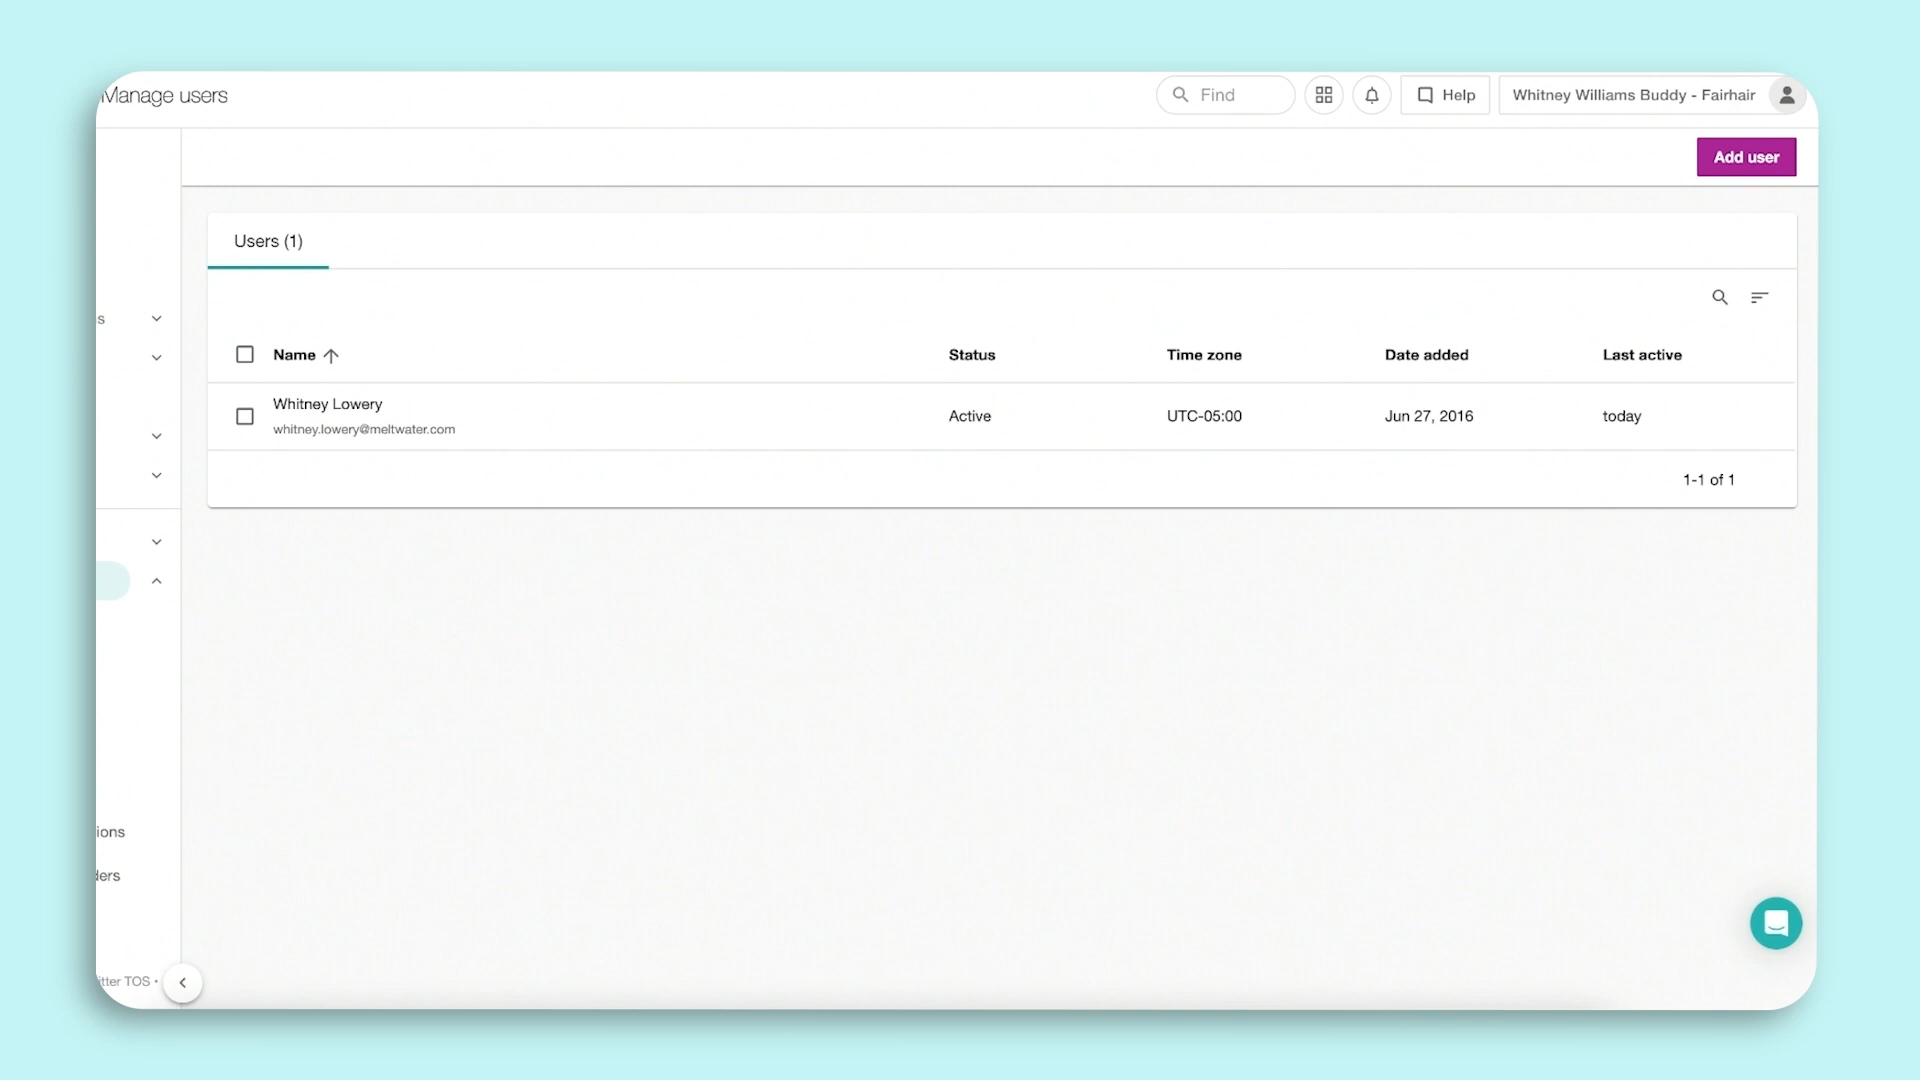 Manage users
Find
Help
Whitney Williams Buddy - Fairhair
Add user
Users (1)
s
Name
Status
Time zone
Date added
Last active
Whitney Lowery
whitney.lowery@meltwater.com
Active
UTC-05:00
Jun 27, 2016
today
1-1 of 1
ions
ders
itter TOS •